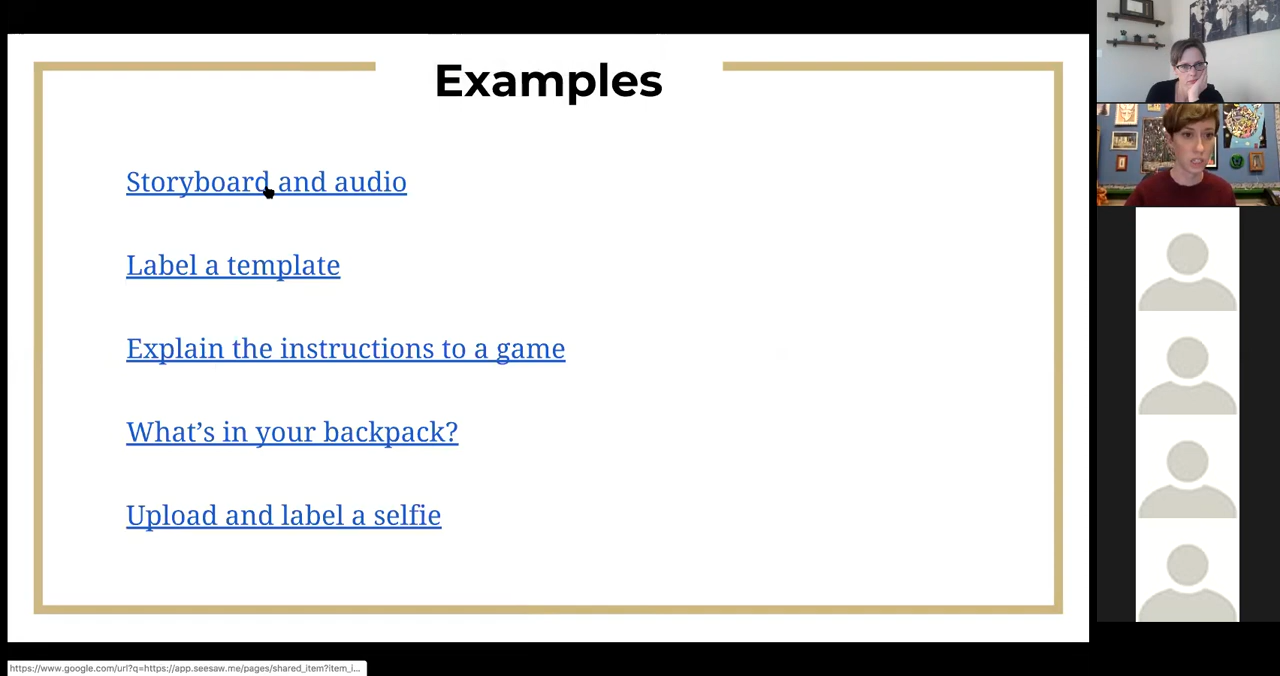 Examples
Storyboard and audio
Label a template
Explain the instructions to a game
What’s in your backpack?
Upload and label a selfie
https://www.google.com/url?q=https://app.seesaw.me/pages/shared_item?item_i...